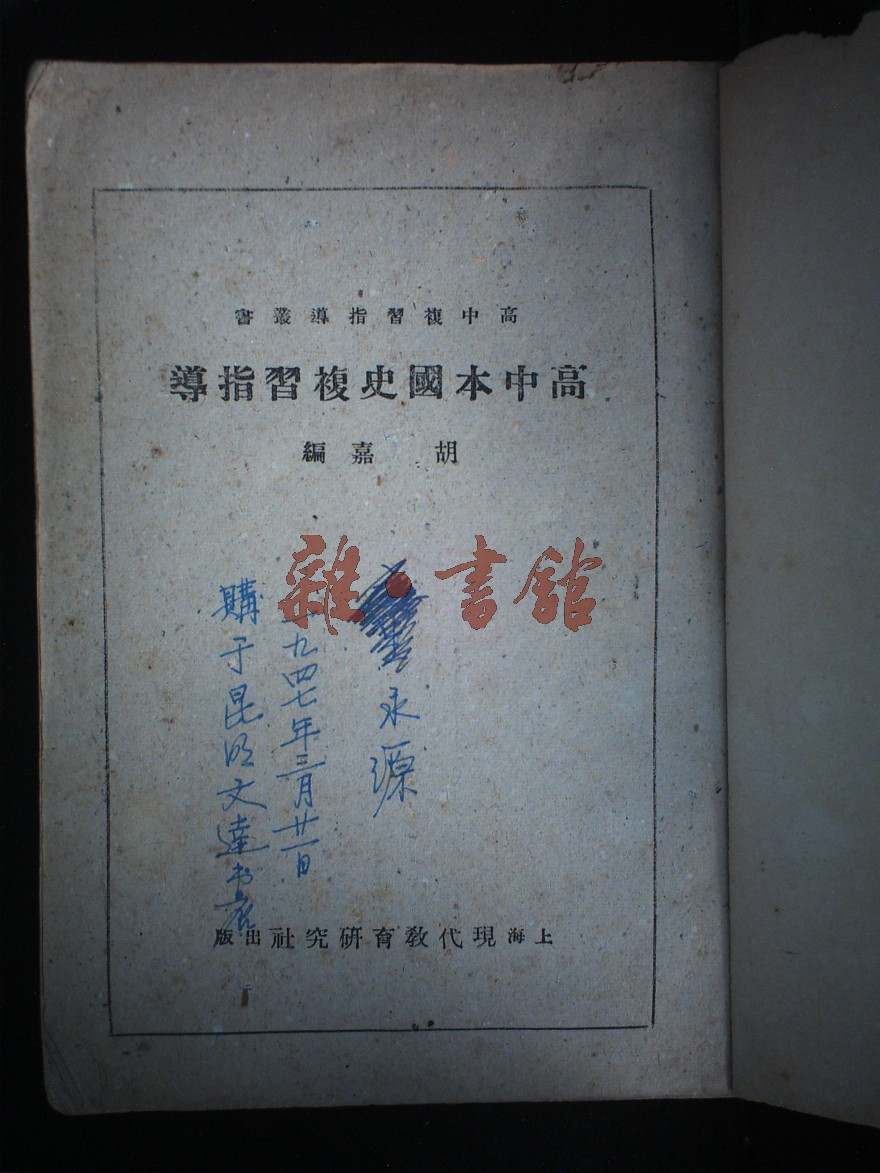 高中複習指導叢書
高中本國史複習指導
胡嘉編
雜·書館
永源
一九四七年三月廿一日
購于昆明文達书店
上海現代教育研究社出版